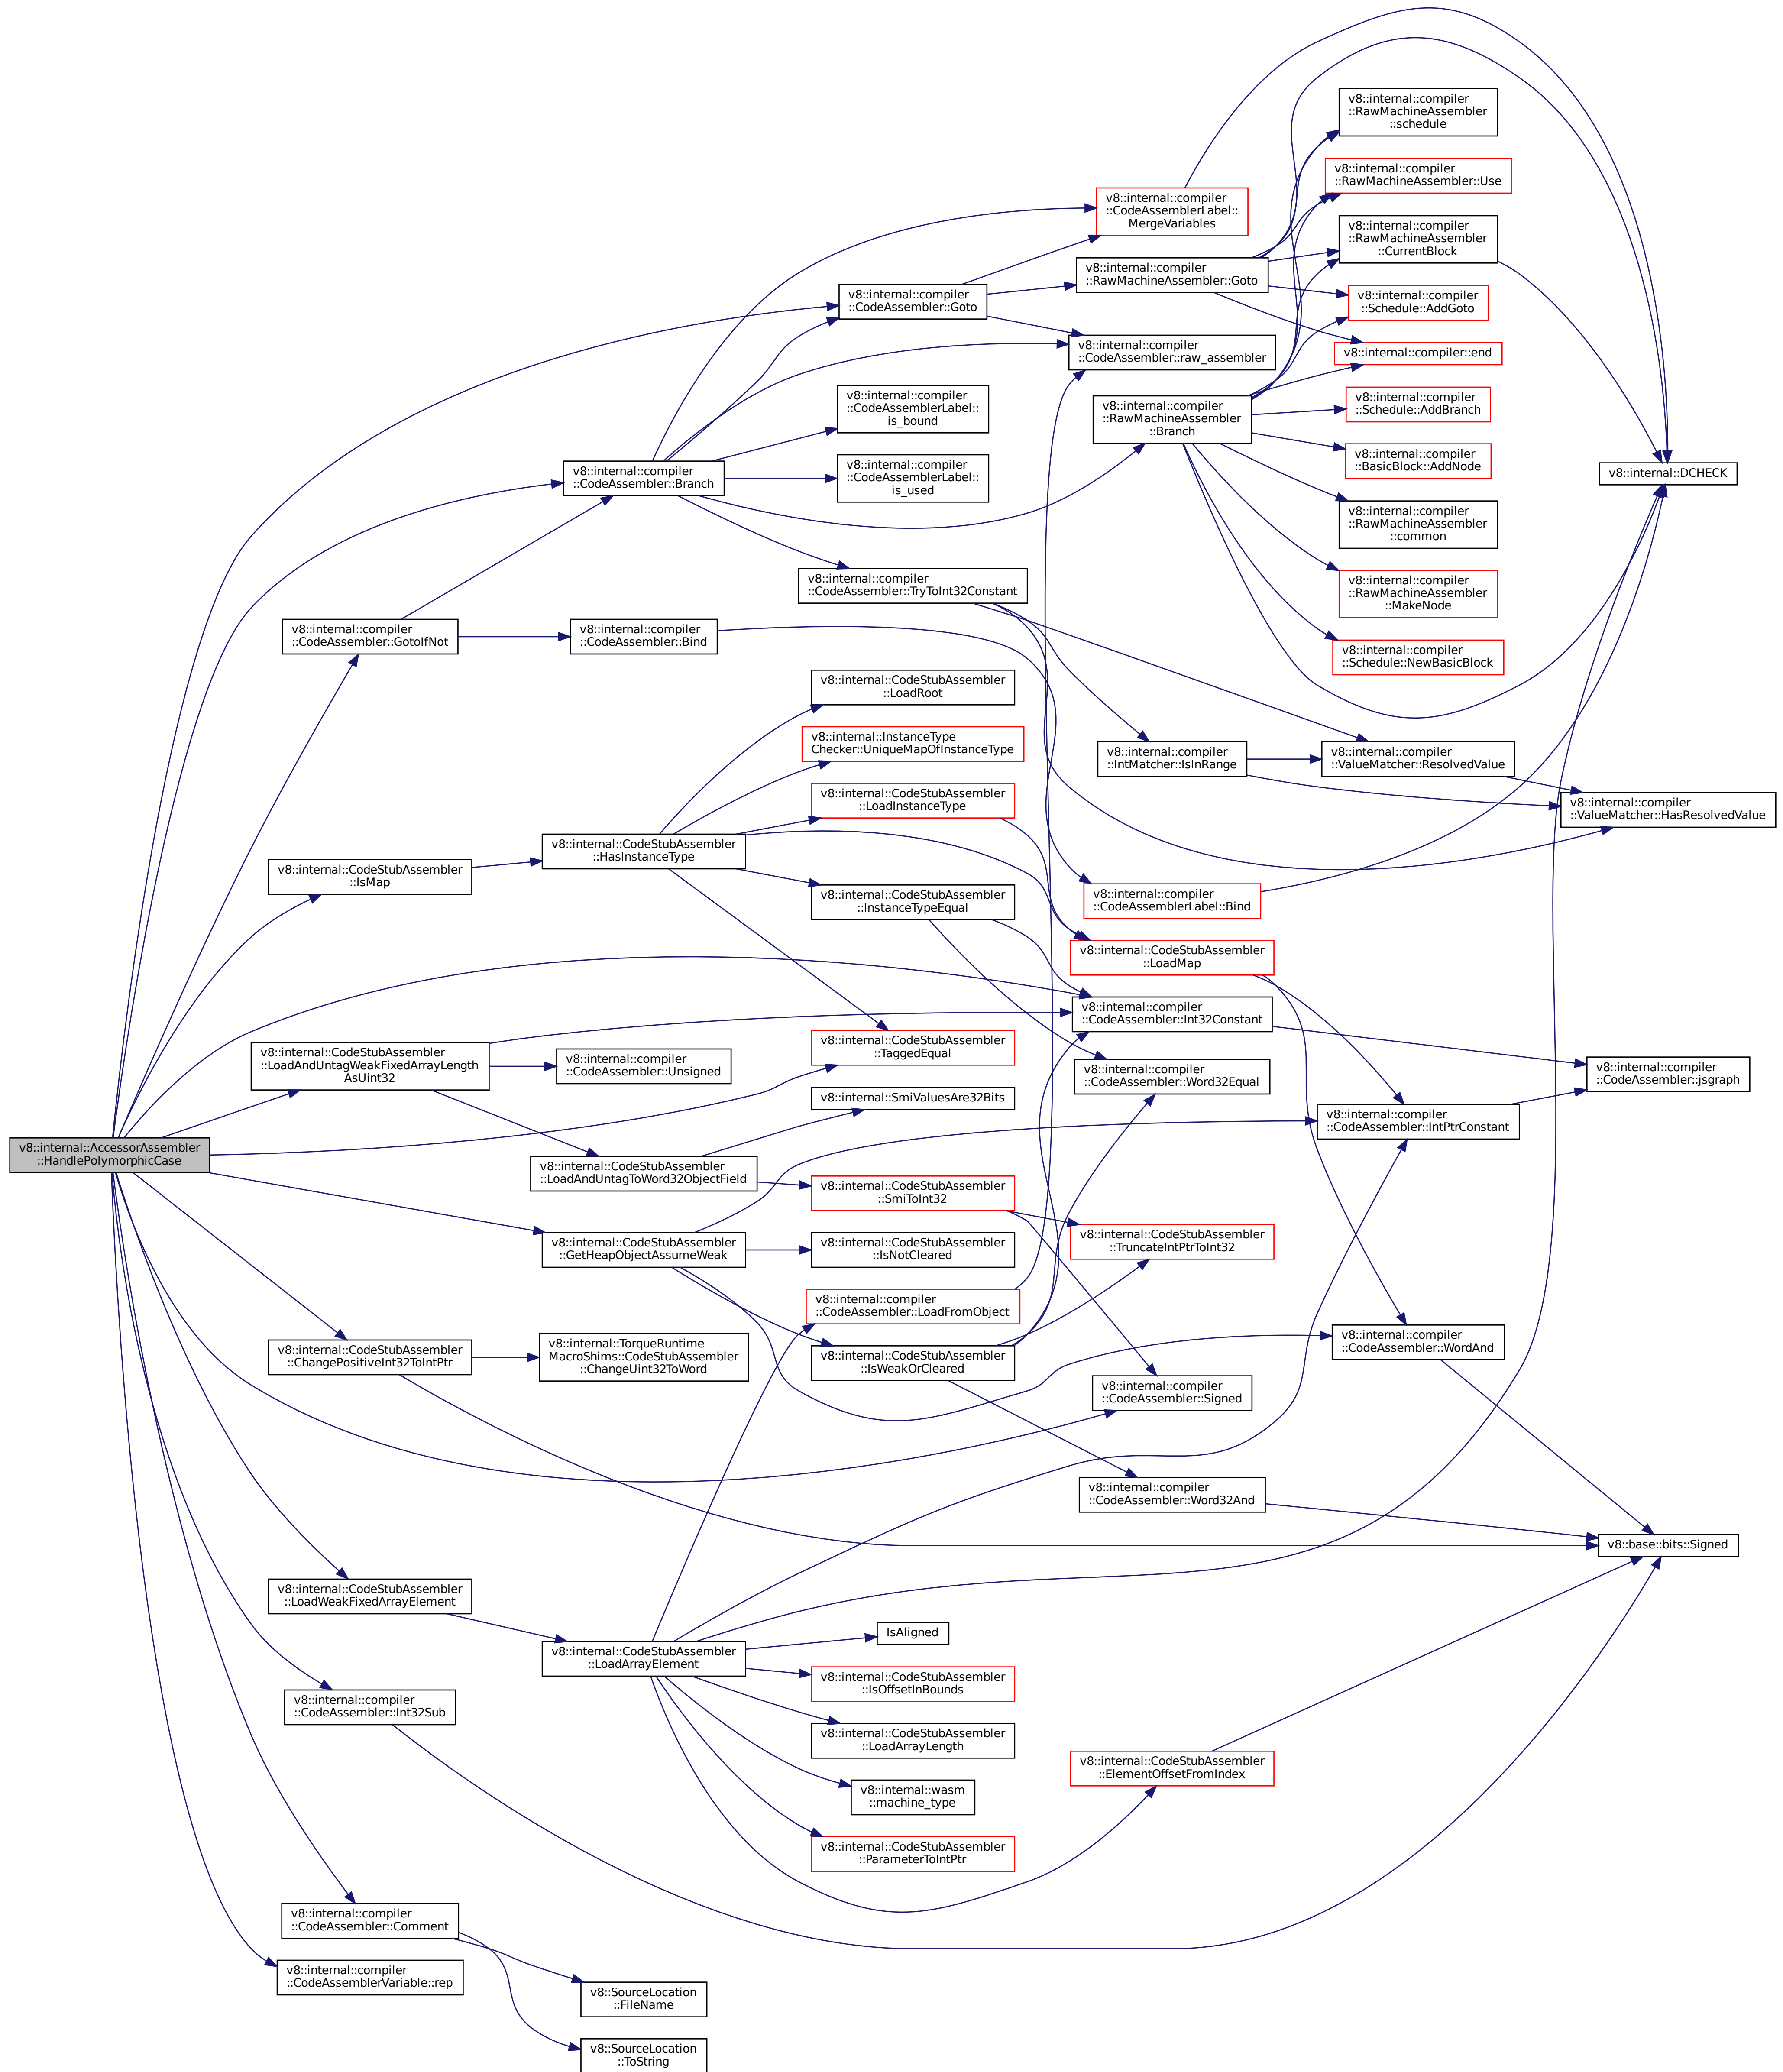 v8::internal::compiler
::RawMachineAssembler
::schedule
v8::internal::compiler
::RawMachineAssembler::Use
v8::internal::compiler
::CodeAssemblerLabel::
MergeVariables
v8::internal::compiler
::RawMachineAssembler
::CurrentBlock
v8::internal::compiler
::RawMachineAssembler::Goto
v8::internal::compiler
::CodeAssembler::Goto
v8::internal::compiler
::Schedule::AddGoto
v8::internal::compiler
::CodeAssembler::raw_assembler
v8::internal::compiler::end
v8::internal::compiler
::CodeAssemblerLabel::
is_bound
v8::internal::compiler
::RawMachineAssembler
::Branch
v8::internal::compiler
::Schedule::AddBranch
v8::internal::compiler
::BasicBlock::AddNode
v8::internal::compiler
::CodeAssembler::Branch
v8::internal::compiler
::CodeAssemblerLabel::
is_used
v8::internal::DCHECK
v8::internal::compiler
::RawMachineAssembler
::common
v8::internal::compiler
::CodeAssembler::TryToInt32Constant
v8::internal::compiler
::RawMachineAssembler
::MakeNode
v8::internal::compiler
::CodeAssembler::GotoIfNot
v8::internal::compiler
::CodeAssembler::Bind
v8::internal::compiler
::Schedule::NewBasicBlock
v8::internal::CodeStubAssembler
::LoadRoot
v8::internal::InstanceType
Checker::UniqueMapOfInstanceType
v8::internal::compiler
::IntMatcher::IsInRange
v8::internal::compiler
::ValueMatcher::ResolvedValue
v8::internal::CodeStubAssembler
::LoadInstanceType
v8::internal::compiler
::ValueMatcher::HasResolvedValue
v8::internal::CodeStubAssembler
::HasInstanceType
v8::internal::CodeStubAssembler
::IsMap
v8::internal::CodeStubAssembler
::InstanceTypeEqual
v8::internal::compiler
::CodeAssemblerLabel::Bind
v8::internal::CodeStubAssembler
::LoadMap
v8::internal::compiler
::CodeAssembler::Int32Constant
v8::internal::CodeStubAssembler
::LoadAndUntagWeakFixedArrayLength
AsUint32
v8::internal::compiler
::CodeAssembler::Unsigned
v8::internal::CodeStubAssembler
::TaggedEqual
v8::internal::compiler
::CodeAssembler::Word32Equal
v8::internal::compiler
::CodeAssembler::jsgraph
v8::internal::SmiValuesAre32Bits
v8::internal::compiler
::CodeAssembler::IntPtrConstant
v8::internal::AccessorAssembler
::HandlePolymorphicCase
v8::internal::CodeStubAssembler
::LoadAndUntagToWord32ObjectField
v8::internal::CodeStubAssembler
::SmiToInt32
v8::internal::CodeStubAssembler
::GetHeapObjectAssumeWeak
v8::internal::CodeStubAssembler
::IsNotCleared
v8::internal::CodeStubAssembler
::TruncateIntPtrToInt32
v8::internal::compiler
::CodeAssembler::LoadFromObject
v8::internal::CodeStubAssembler
::ChangePositiveInt32ToIntPtr
v8::internal::TorqueRuntime
MacroShims::CodeStubAssembler
::ChangeUint32ToWord
v8::internal::CodeStubAssembler
::IsWeakOrCleared
v8::internal::compiler
::CodeAssembler::WordAnd
v8::internal::compiler
::CodeAssembler::Signed
v8::internal::compiler
::CodeAssembler::Word32And
v8::base::bits::Signed
v8::internal::CodeStubAssembler
::LoadWeakFixedArrayElement
v8::internal::CodeStubAssembler
::LoadArrayElement
IsAligned
v8::internal::CodeStubAssembler
::IsOffsetInBounds
v8::internal::compiler
::CodeAssembler::Int32Sub
v8::internal::CodeStubAssembler
::LoadArrayLength
v8::internal::CodeStubAssembler
::ElementOffsetFromIndex
v8::internal::wasm
::machine_type
v8::internal::CodeStubAssembler
::ParameterToIntPtr
v8::internal::compiler
::CodeAssembler::Comment
v8::internal::compiler
::CodeAssemblerVariable::rep
v8::SourceLocation
::FileName
v8::SourceLocation
::ToString